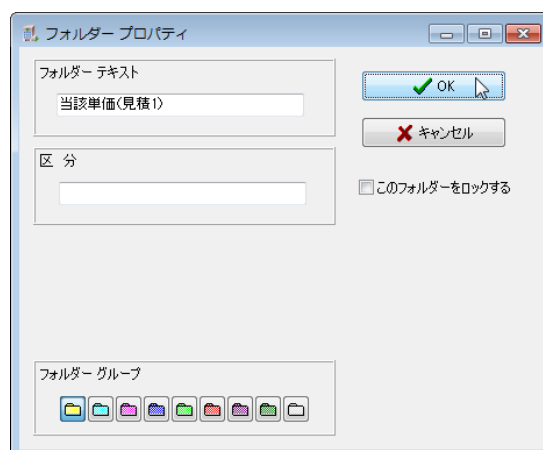 フォルダー プロパティ
フォルダー テキスト
当該単価(見積1)
OK
キャンセル
区 分
このフォルダーをロックする
フォルダー グループ